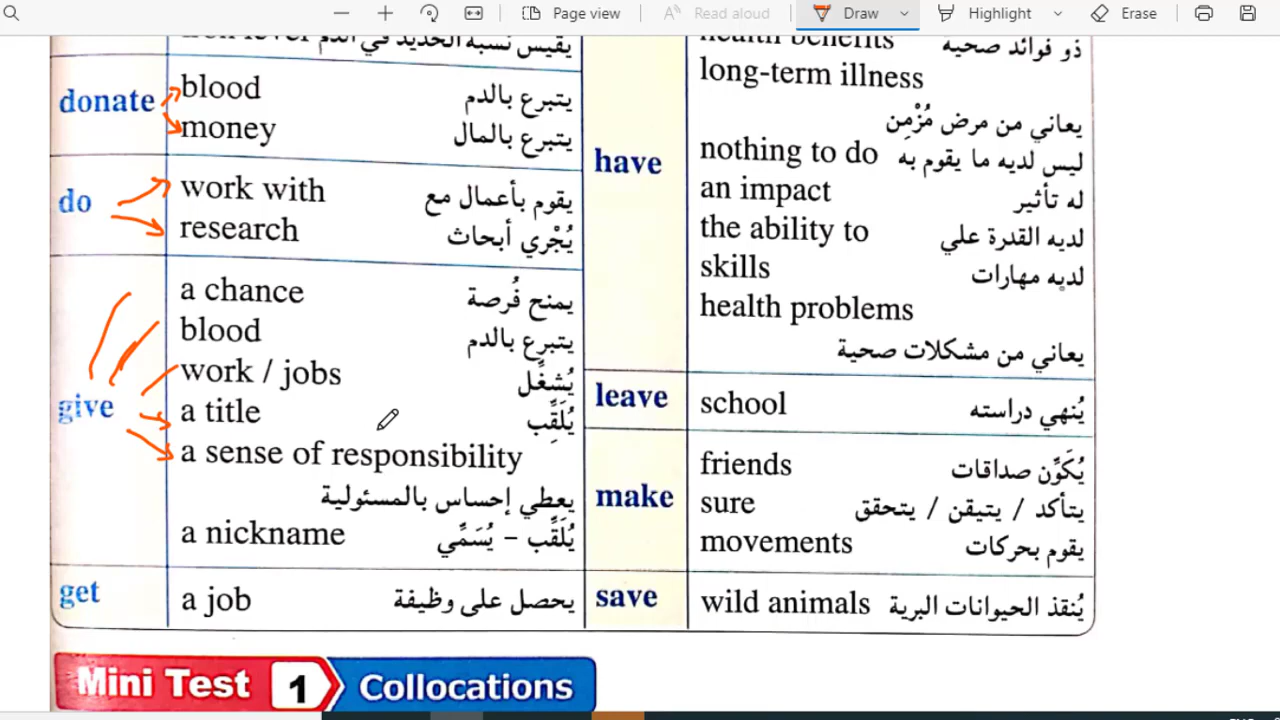 Page view
Read aloud
Draw
Highlight
Erase
iron level يقيس نسبة الحديد في الدم
donate
blood يتبرع بالدم
money يتبرع بالمال
do
work with يقوم بأعمال مع
research يُجْري أبحاث
give
a chance يمنح فُرصة
blood يتبرع بالدم
work / jobs يُشغِّل
a title يُلَقِّب
a sense of responsibility
يعطي إحساس بالمسئولية
a nickname يُلَقِّب – يُسَمِّي
get
a job يحصل على وظيفة
have
health benefits ذو فوائد صحية
long-term illness
يعاني من مرض مُزْمِن
nothing to do ليس لديه ما يقوم به
an impact له تأثير
the ability to لديه القدرة علي
skills لديه مهارات
health problems
يعاني من مشكلات صحية
leave
school يُنهي دراسته
make
friends يُكَوِّن صداقات
sure يتأكد / يتيقن / يتحقق
movements يقوم بحركات
save
wild animals يُنقذ الحيوانات البرية
Mini Test 1 Collocations